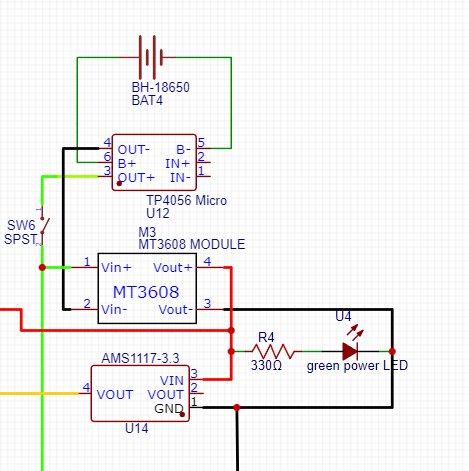 BH-18650
BAT4
4 OUT- B- 5
6 B+ IN+ 2
3 OUT+ IN- 1
TP4056 Micro
U12
1
SW6
SPST
2
M3
MT3608 MODULE
1 Vin+ Vout+ 4
MT3608
2 Vin- Vout- 3
U4
R4
330Ω
green power LED
AMS1117-3.3
VIN 3
4 VOUT VOUT 2
GND 1
U14